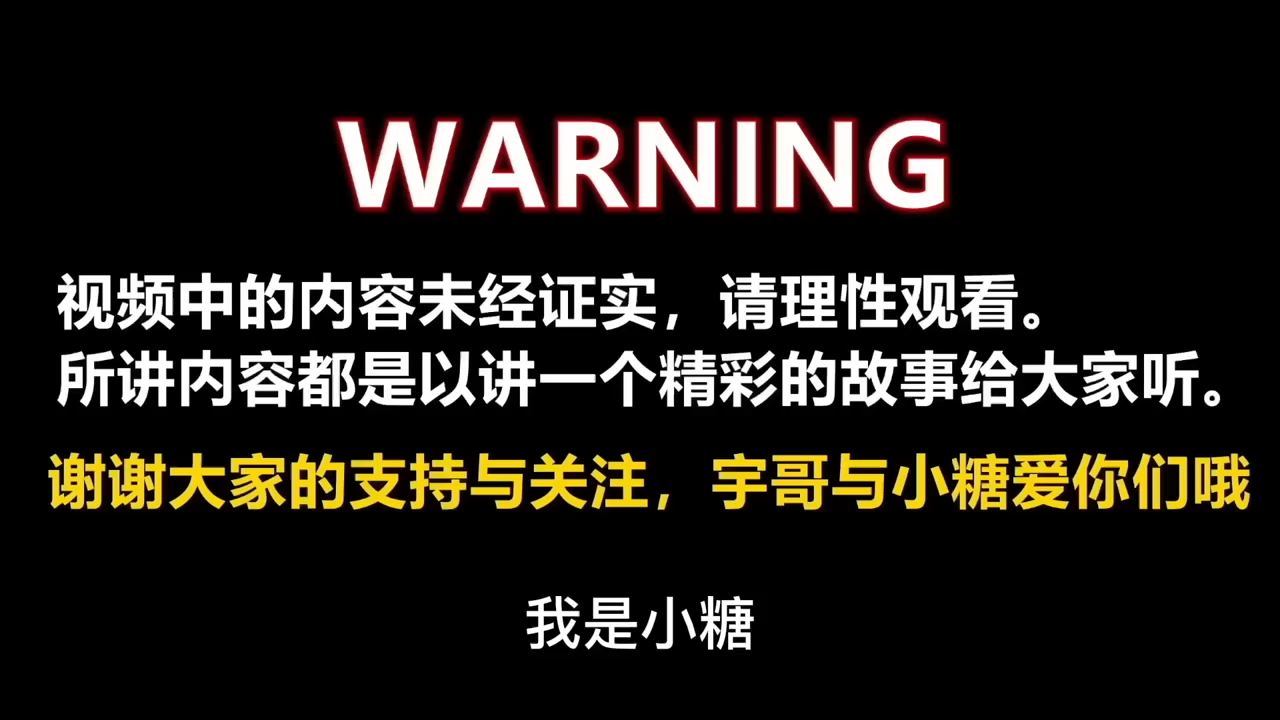 WARNING
视频中的内容未经证实，请理性观看。
所讲内容都是以讲一个精彩的故事给大家听。
谢谢大家的支持与关注，宇哥与小糖爱你们哦
我是小糖